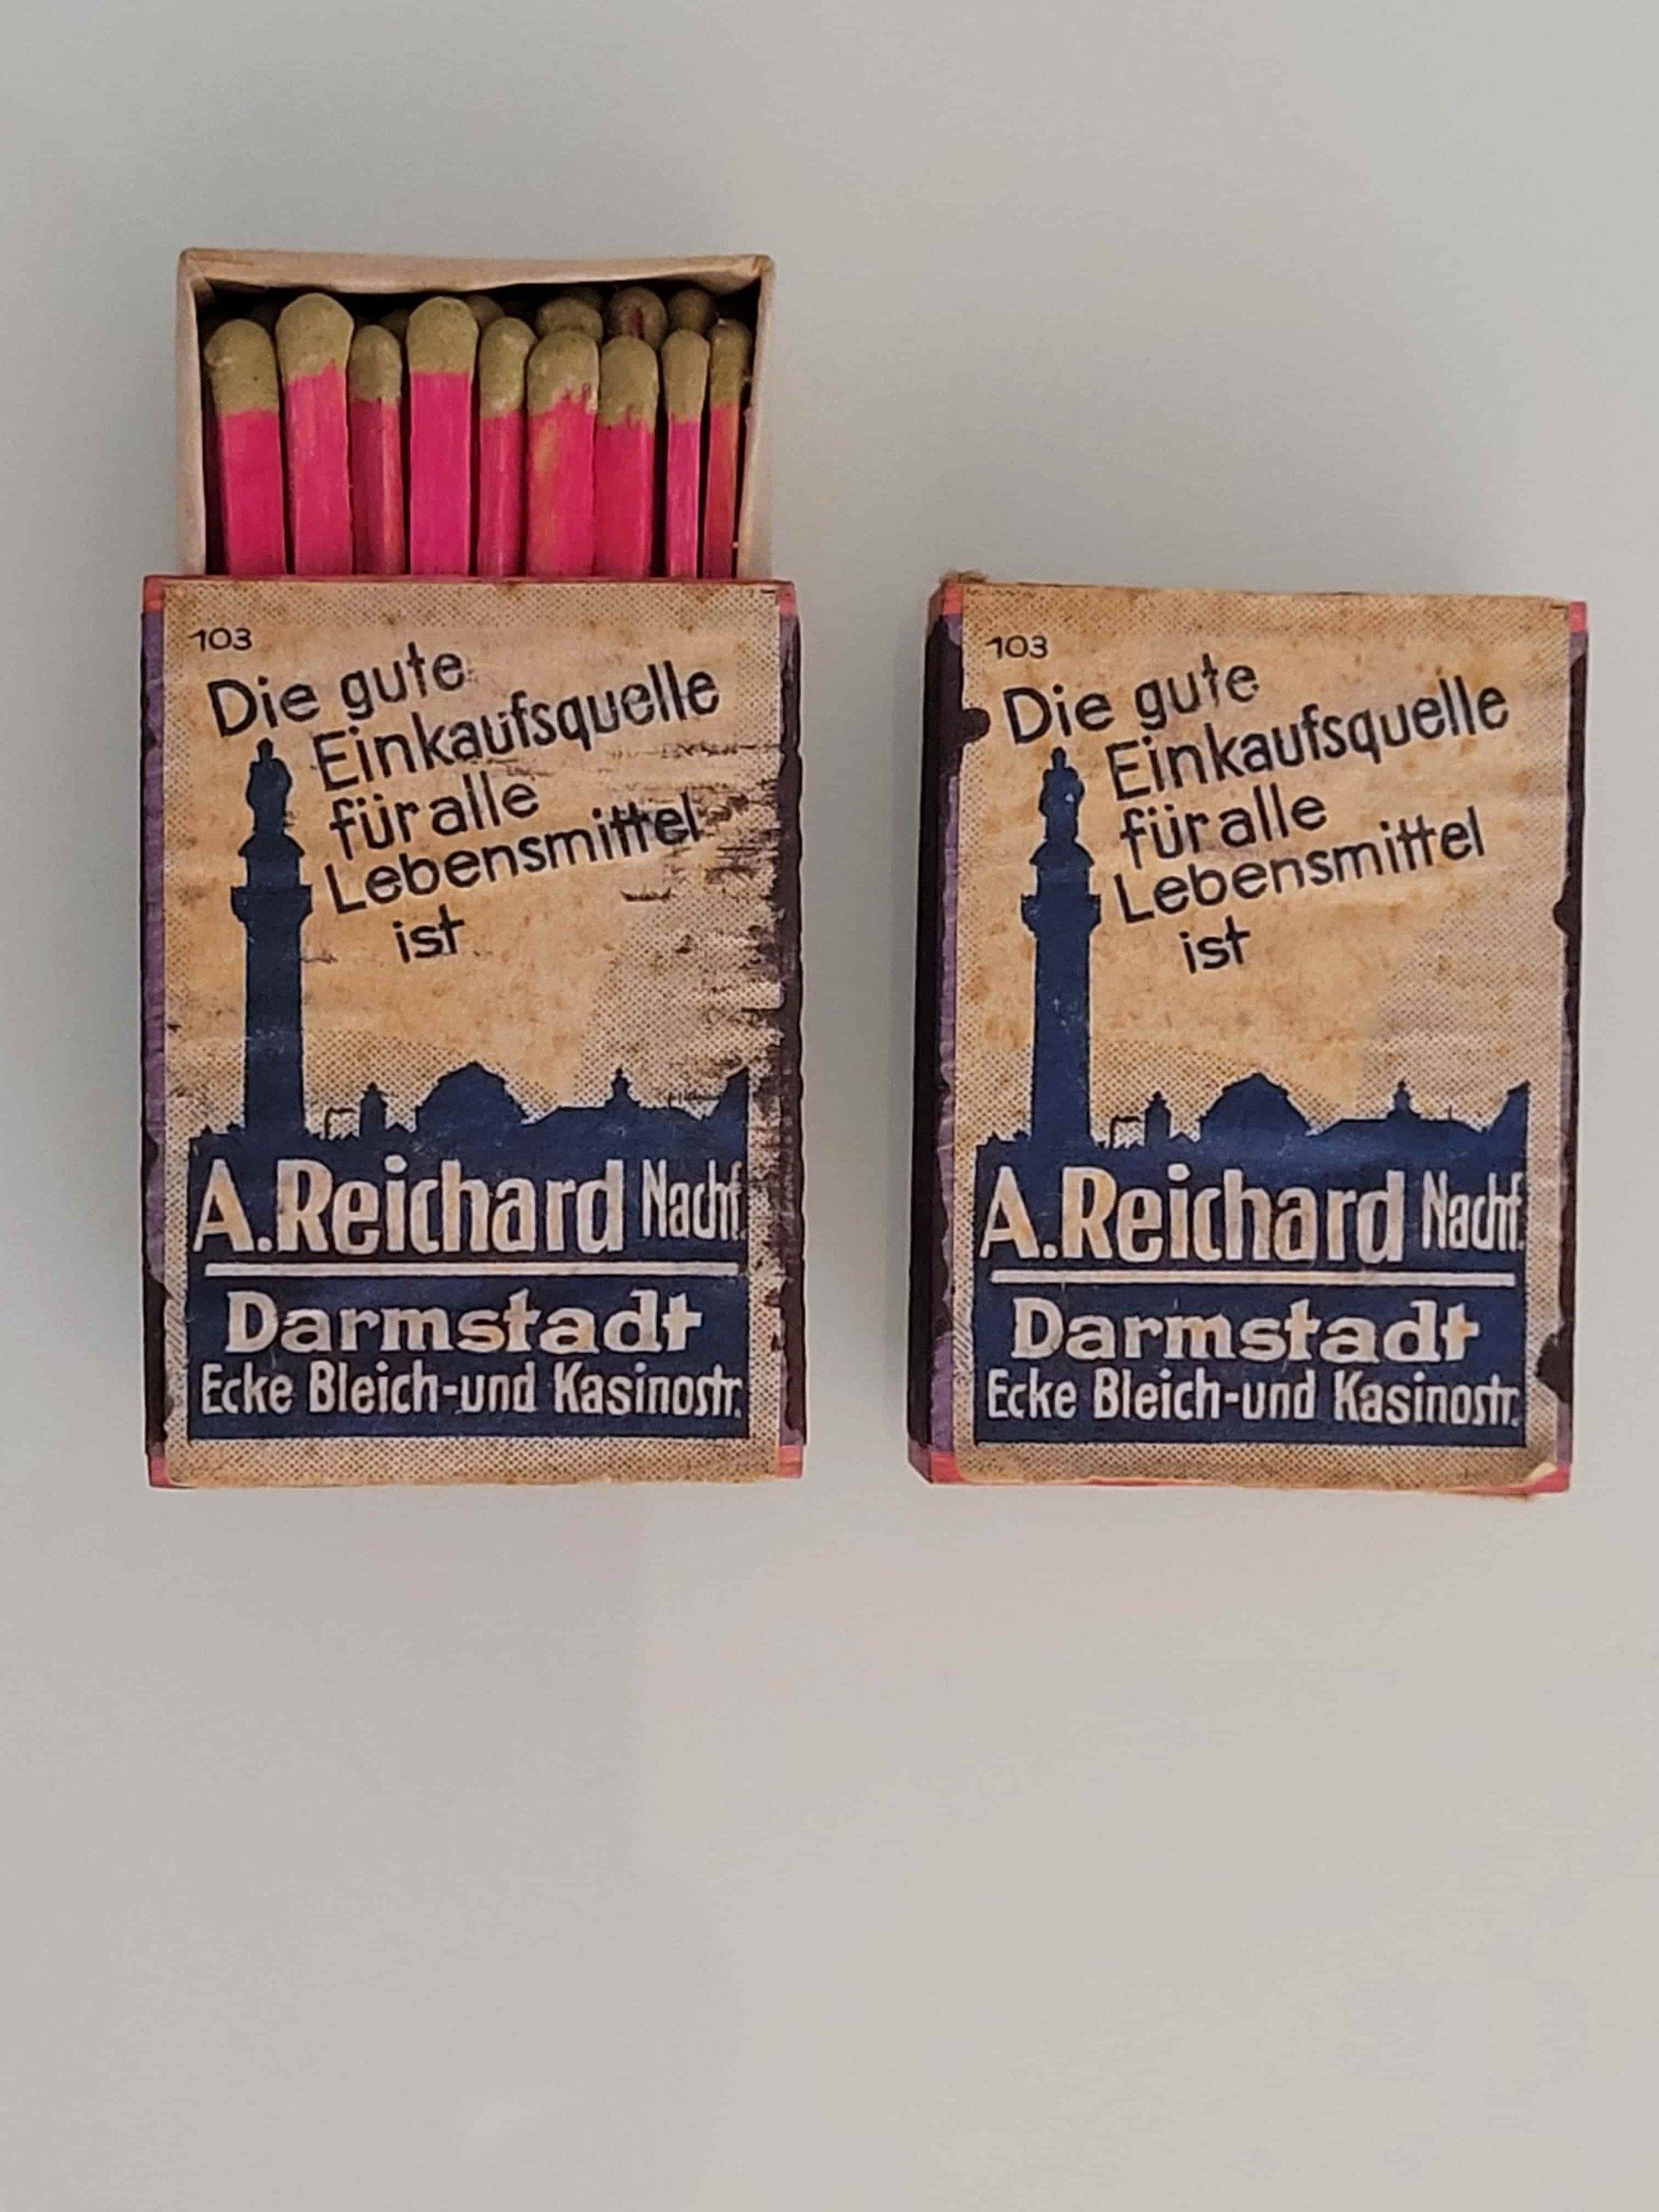 103
Die gute
Einkaufsquelle
für alle
Lebensmittel
ist
A. Reichard Nachf.
Darmstadt
Ecke Bleich-und Kasinostr.
103
Die gute
Einkaufsquelle
für alle
Lebensmittel
ist
A. Reichard Nachf.
Darmstadt
Ecke Bleich-und Kasinostr.